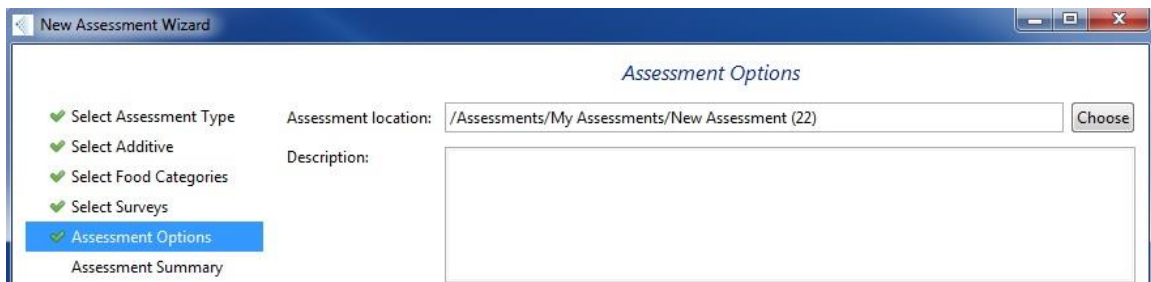 New Assessment Wizard
Assessment Options
Select Assessment Type
Select Additive
Select Food Categories
Select Surveys
Assessment Options
Assessment Summary
Assessment location: /Assessments/My Assessments/New Assessment (22) Choose
Description: